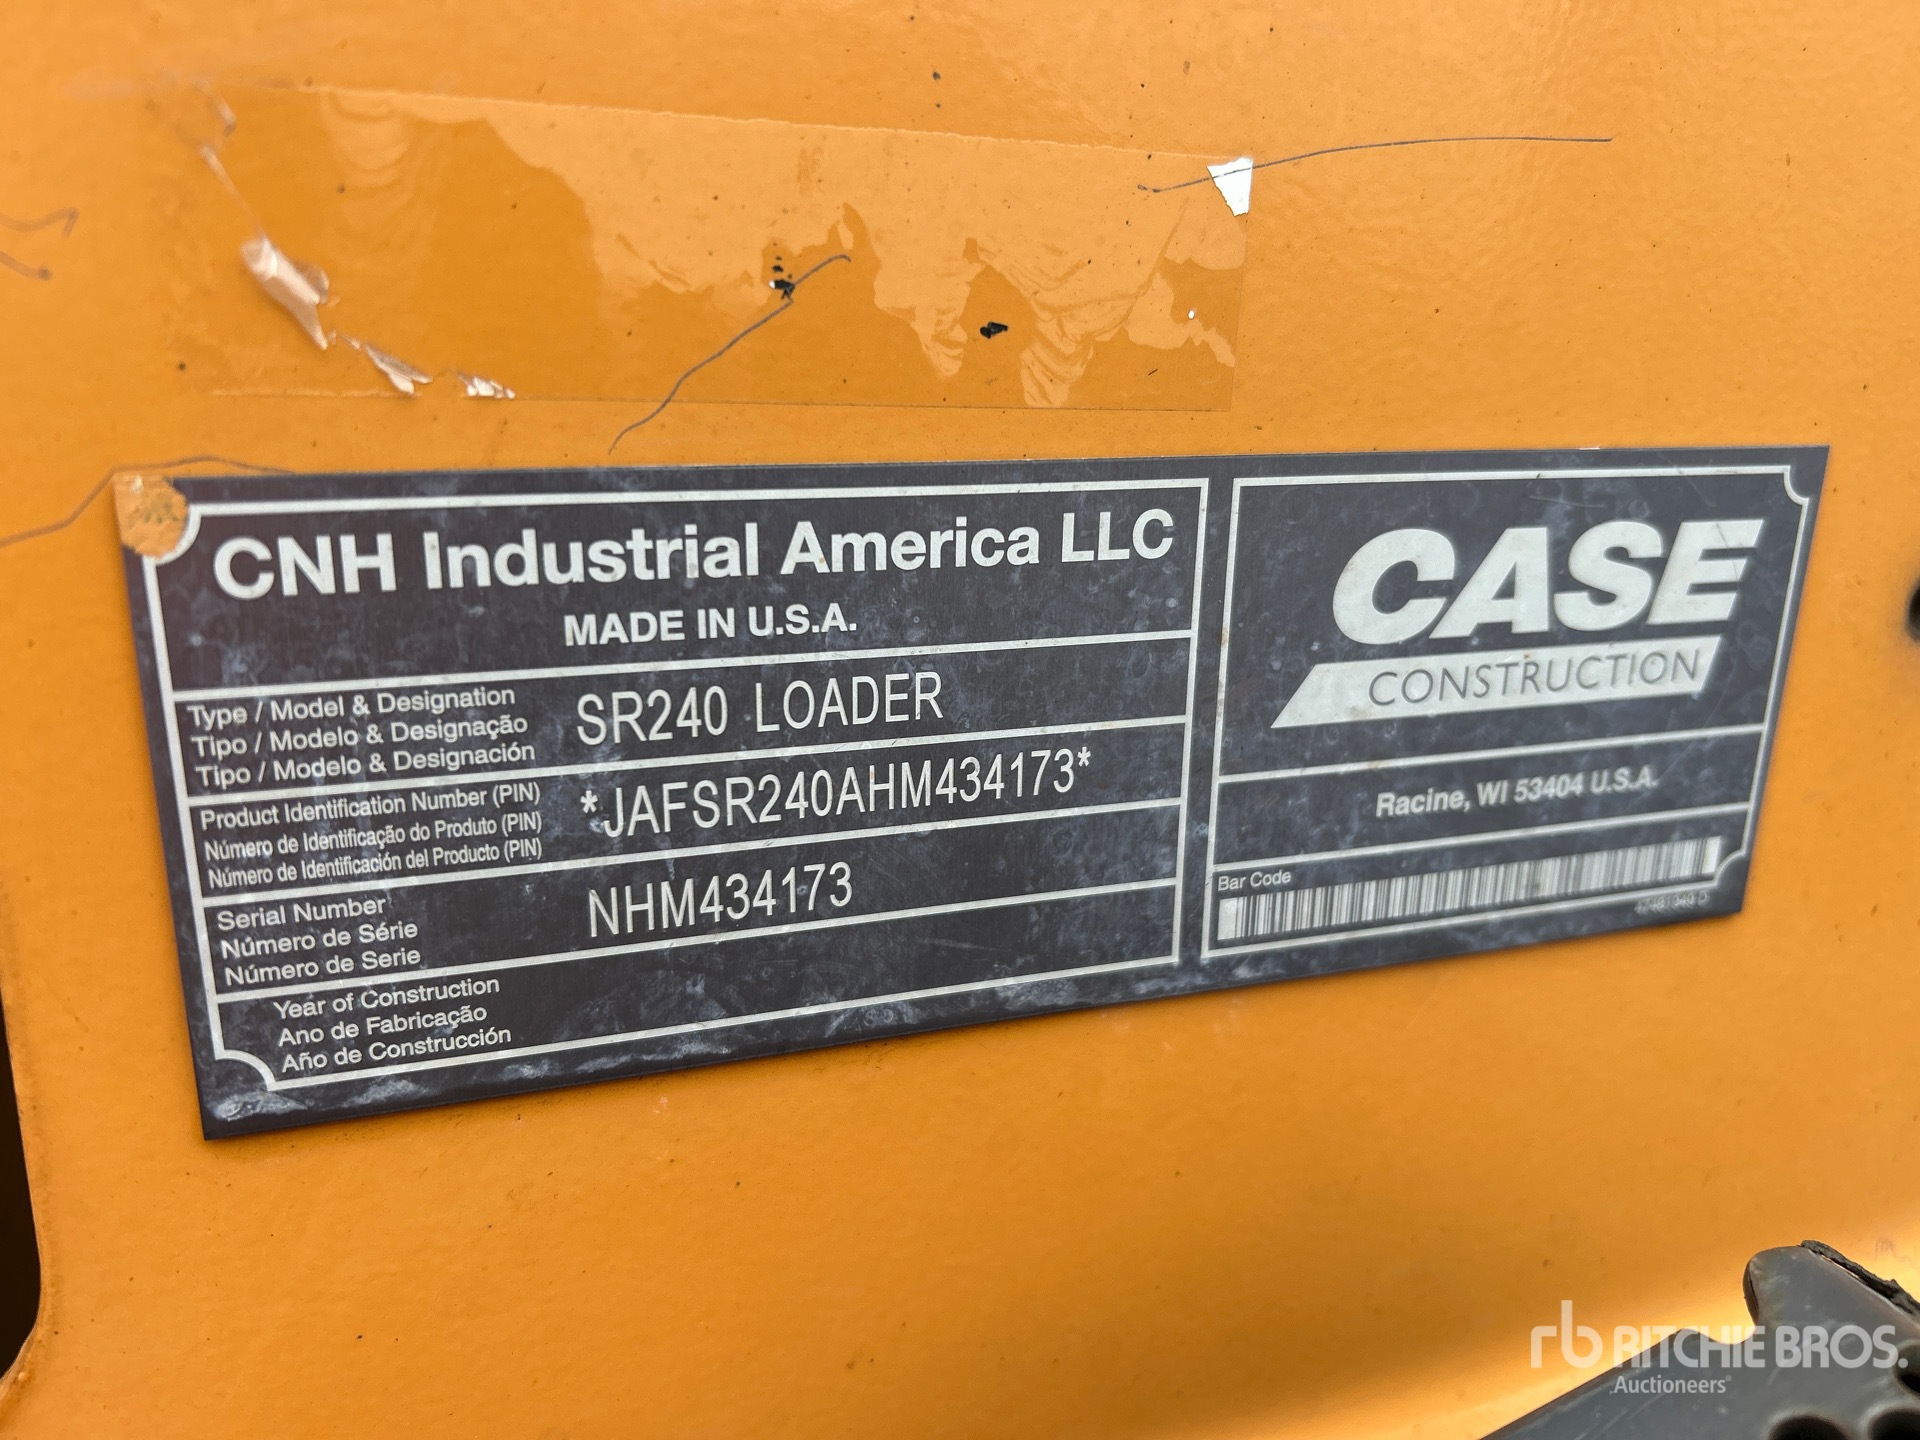 CNH Industrial America LLC
MADE IN U.S.A.
Type / Model & Designation
Tipo / Modelo & Designação
Tipo / Modelo & Designación
SR240 LOADER
Product Identification Number (PIN)
Número de Identificação do Produto (PIN)
Número de Identificación del Producto (PIN)
*JAFSR240AHM434173*
Serial Number
Número de Série
Número de Serie
NHM434173
Year of Construction
Ano de Fabricação
Año de Construcción
CASE
CONSTRUCTION
Racine, WI 53404 U.S.A.
Bar Code
rb RITCHIE BROS.
Auctioneers